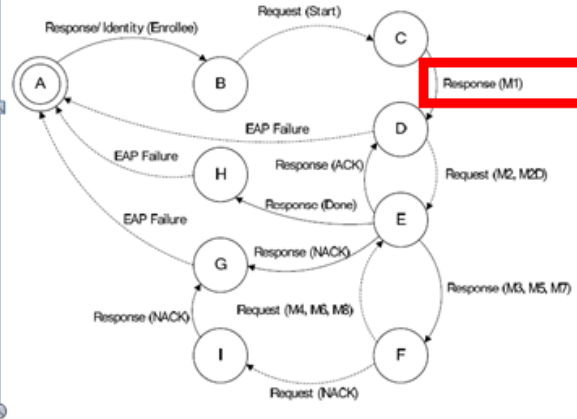 Request (Start)
Response/ Identity (Enrollee)
C
A
B
Response (M1)
D
EAP Failure
EAP Failure
H
Response (ACK)
Request (M2, M2D)
Response (Done)
EAP Failure
E
Response (NACK)
G
Response (M3, M5, M7)
Request (M4, M6, M8)
Response (NACK)
I
F
Request (NACK)